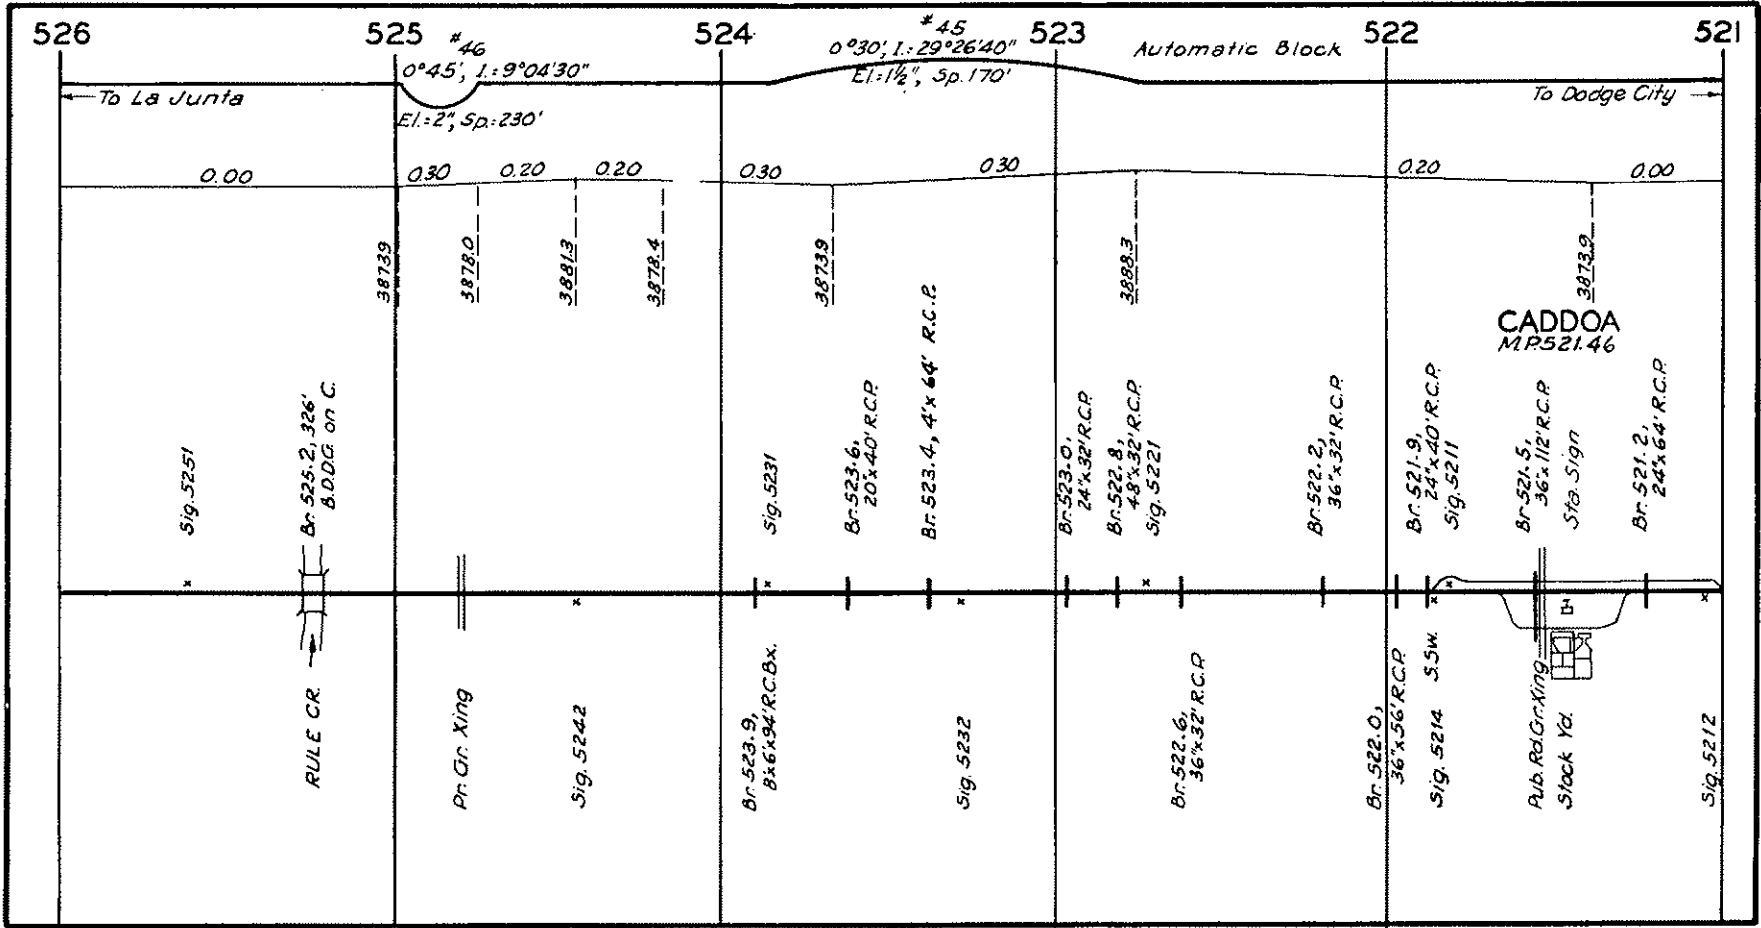 526
525
524
523
522
521
#46
0°45', I.: 9°04'30"
El.: 2", Sp.: 230'
#45
0°30', I.: 29°26'40"
El.: 1½", Sp. 170'
Automatic Block
To La Junta
To Dodge City
0.00
0.30
0.20
0.20
0.30
0.30
0.20
0.00
3873.9
3878.0
3881.3
3878.4
3873.9
3888.3
3873.9
CADDOA
M.P.521.46
Sig. 5251
Br. 525.2, 326'
B.D.D.G. on C.
Sig. 5231
Br. 523.6,
20"x40' R.C.P.
Br. 523.4, 4'x 64' R.C.P.
Br. 523.0,
24"x32' R.C.P.
Br. 522.8,
48"x32' R.C.P.
Sig. 5221
Br. 522.2,
36"x32' R.C.P.
Br. 521.9,
24"x40' R.C.P.
Sig. 5211
Br. 521.5,
36"x112' R.C.P.
Sta. Sign
Br. 521.2,
24"x64' R.C.P.
RULE CR.
Pr. Gr. Xing
Sig. 5242
Br. 523.9,
8'x6'x94' R.C.Bx.
Sig. 5232
Br. 522.6,
36"x32' R.C.P.
Br. 522.0,
36"x56' R.C.P.
Sig. 5214 S.Sw.
Pub. Rd. Gr. Xing
Stock Yd.
Sig. 5212